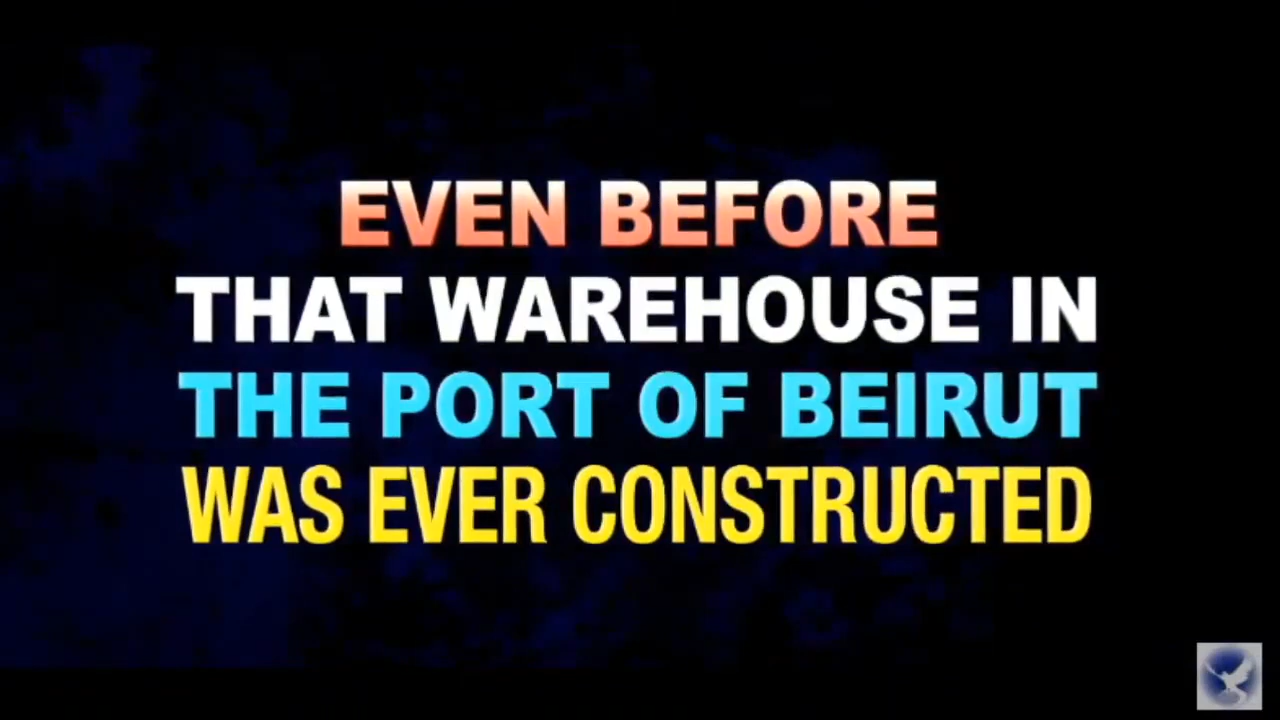 EVEN BEFORE
THAT WAREHOUSE IN
THE PORT OF BEIRUT
WAS EVER CONSTRUCTED